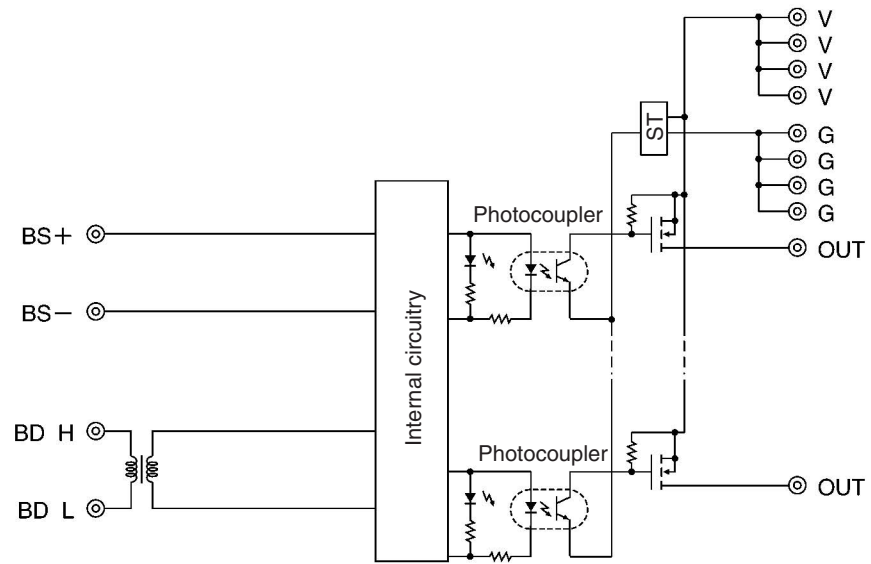 V
V
V
V
ST
G
G
G
G
Photocoupler
BS+
OUT
BS−
Internal circuitry
BD H
Photocoupler
BD L
OUT